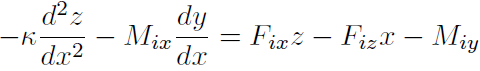 $-\kappa \frac{d^2 z}{dx^2} - M_{ix} \frac{dy}{dx} = F_{ix} z - F_{iz} x - M_{iy}$